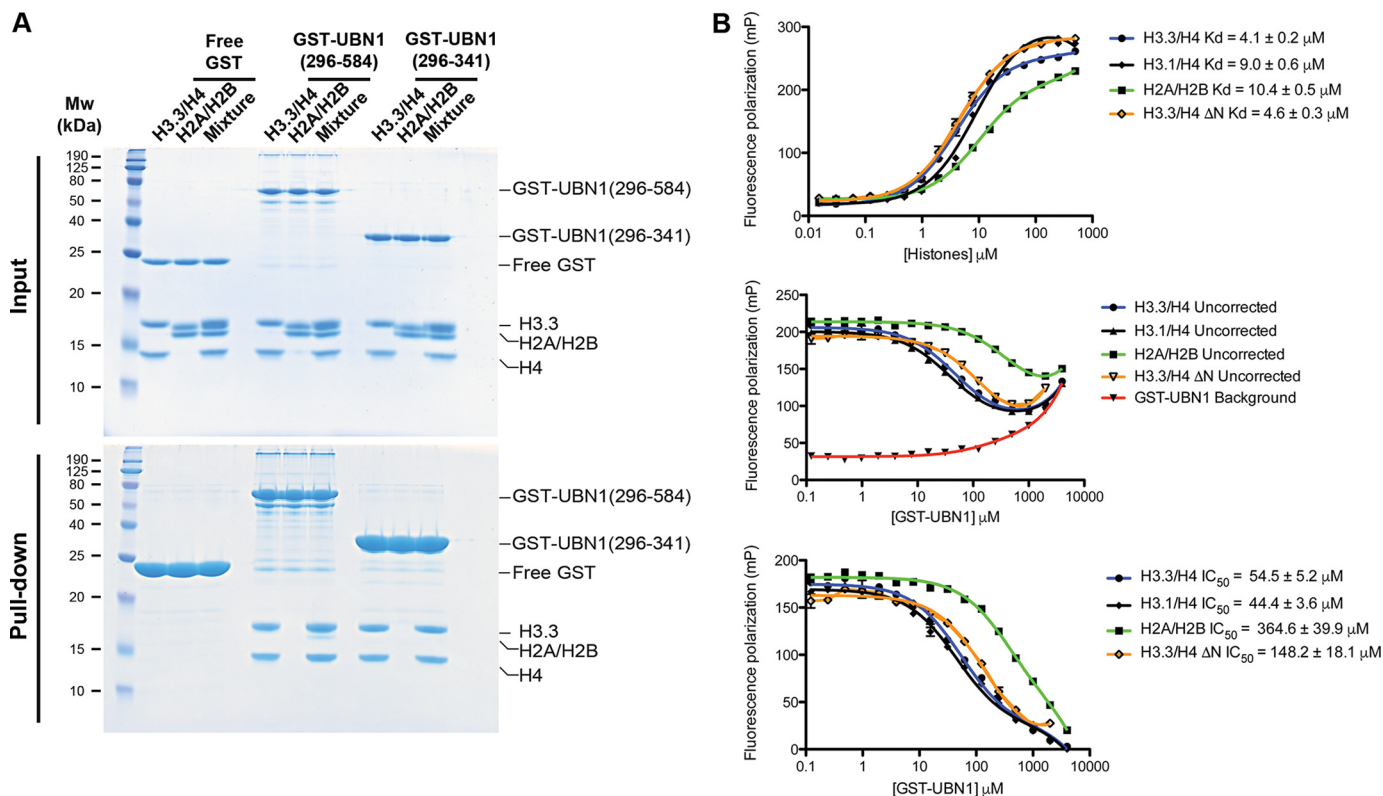 A
Free
GST
GST-UBN1
(296-584)
GST-UBN1
(296-341)
Mw
(kDa)
H3.3/H4
H2A/H2B
Mixture
H3.3/H4
H2A/H2B
Mixture
H3.3/H4
H2A/H2B
Mixture
Input
190
125
80
50
40
25
20
15
10
GST-UBN1(296-584)
GST-UBN1(296-341)
Free GST
H3.3
H2A/H2B
H4
Pull-down
190
125
80
50
40
25
20
15
10
GST-UBN1(296-584)
GST-UBN1(296-341)
Free GST
H3.3
H2A/H2B
H4
B
Fluorescence polarization (mP)
300
200
100
0
0.01 0.1 1 10 100 1000
[Histones] μM
H3.3/H4 Kd = 4.1 ± 0.2 μM
H3.1/H4 Kd = 9.0 ± 0.6 μM
H2A/H2B Kd = 10.4 ± 0.5 μM
H3.3/H4 ΔN Kd = 4.6 ± 0.3 μM
Fluorescence polarization (mP)
250
200
150
100
50
0
0.1 1 10 100 1000 10000
[GST-UBN1] μM
H3.3/H4 Uncorrected
H3.1/H4 Uncorrected
H2A/H2B Uncorrected
H3.3/H4 ΔN Uncorrected
GST-UBN1 Background
Fluorescence polarization (mP)
200
150
100
50
0
0.1 1 10 100 1000 10000
[GST-UBN1] μM
H3.3/H4 IC50 = 54.5 ± 5.2 μM
H3.1/H4 IC50 = 44.4 ± 3.6 μM
H2A/H2B IC50 = 364.6 ± 39.9 μM
H3.3/H4 ΔN IC50 = 148.2 ± 18.1 μM